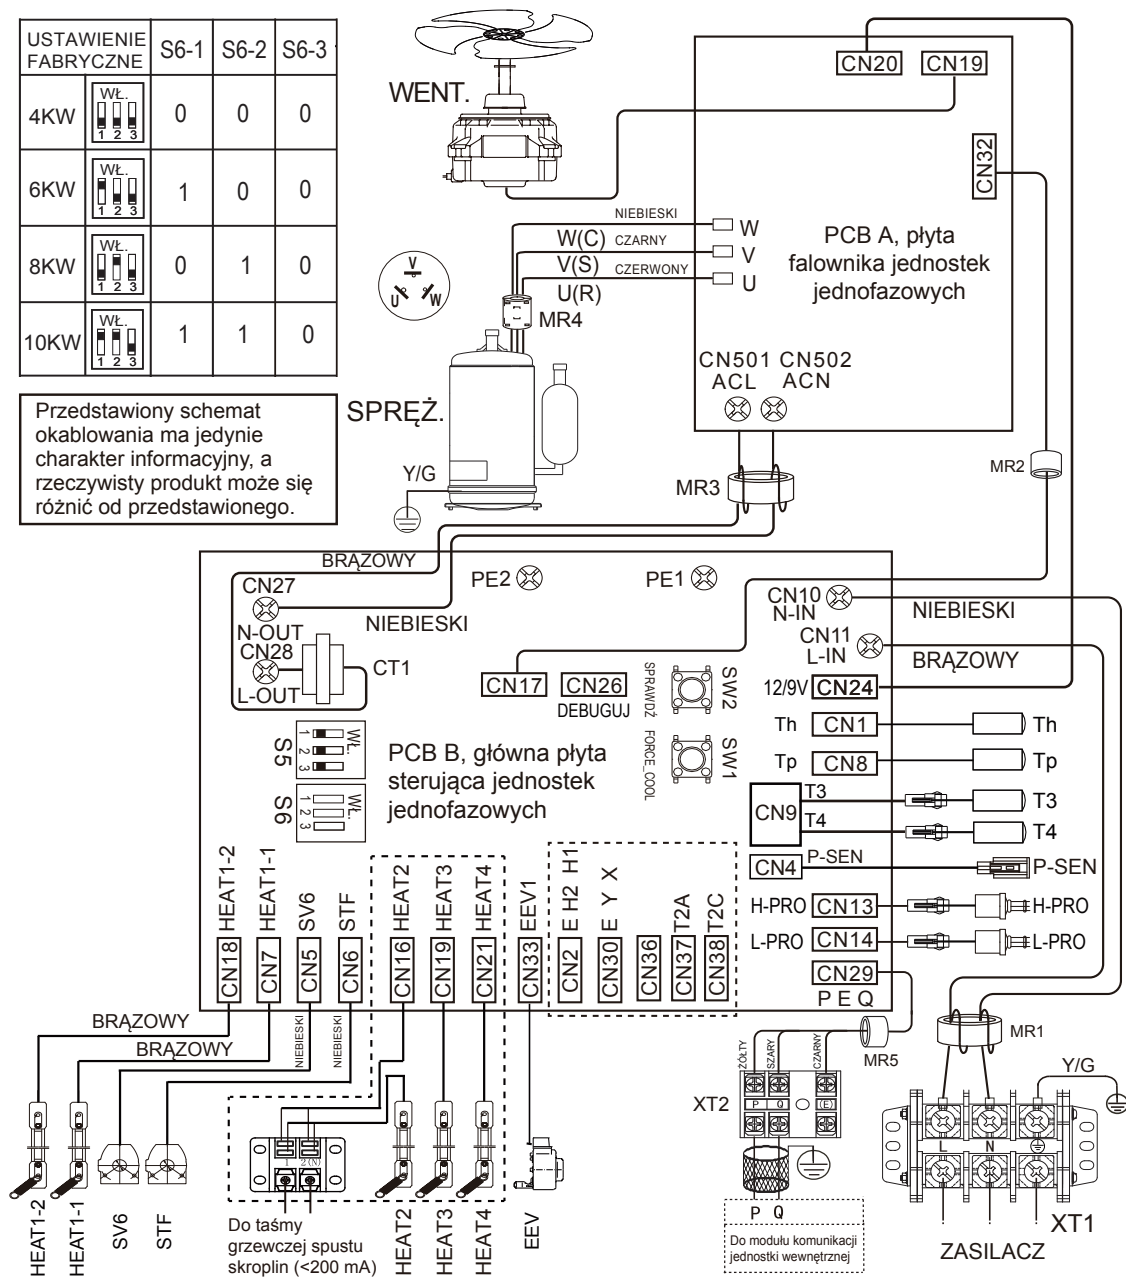 USTAWIENIE
FABRYCZNE
S6-1
S6-2
S6-3
4KW
WŁ.
1 2 3
0
0
0
6KW
WŁ.
1 2 3
1
0
0
8KW
WŁ.
1 2 3
0
1
0
10KW
WŁ.
1 2 3
1
1
0
Przedstawiony schemat
okablowania ma jedynie
charakter informacyjny, a
rzeczywisty produkt może się
różnić od przedstawionego.
WENT.
CN20
CN19
CN32
NIEBIESKI
W
W(C) CZARNY
V
V(S) CZERWONY
U
U(R)
V
U
W
MR4
PCB A, płyta
falownika jednostek
jednofazowych
CN501
ACL
CN502
ACN
SPRĘŻ.
Y/G
MR3
MR2
BRĄZOWY
CN27
N-OUT
NIEBIESKI
CN28
L-OUT
CT1
PE2
PE1
CN10
N-IN
NIEBIESKI
CN11
L-IN
BRĄZOWY
CN17
CN26
DEBUGUJ
SPRAWDŹ
SW2
FORCE_COOL
SW1
12/9V
CN24
S5
1 2 3
WŁ.
S6
1 2 3
WŁ.
PCB B, główna płyta
sterująca jednostek
jednofazowych
Th
CN1
Th
Tp
CN8
Tp
CN9
T3
T3
T4
T4
CN4
P-SEN
P-SEN
H-PRO
CN13
H-PRO
L-PRO
CN14
L-PRO
CN29
P E Q
HEAT1-2
CN18
HEAT1-1
CN7
SV6
CN5
STF
CN6
HEAT2
CN16
HEAT3
CN19
HEAT4
CN21
EEV1
CN33
E H2 H1
CN2
E Y X
CN30
CN36
T2A
CN37
T2C
CN38
BRĄZOWY
BRĄZOWY
NIEBIESKI
NIEBIESKI
ŻÓŁTY
SZARY
CZARNY
MR5
MR1
Y/G
XT2
P
Q
(E)
L
N
XT1
ZASILACZ
P Q
Do modułu komunikacji
jednostki wewnętrznej
1
2(N)
Do taśmy
grzewczej spustu
skroplin (<200 mA)
HEAT1-2
HEAT1-1
SV6
STF
HEAT2
HEAT3
HEAT4
EEV